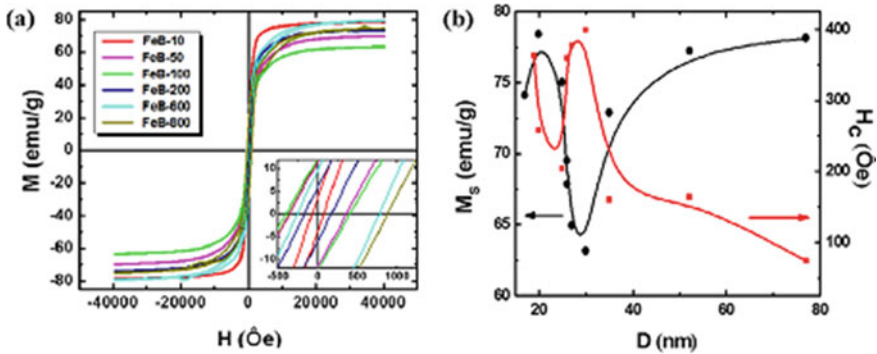 (a)
80
60
40
20
0
-20
-40
-60
-80
M (emu/g)
FeB-10
FeB-50
FeB-100
FeB-200
FeB-600
FeB-800
10
5
0
-5
-10
-500
0
500
1000
-40000
-20000
0
20000
40000
H (Ôe)
(b)
80
75
70
65
60
Ms (emu/g)
400
300
200
100
0
Hc (Ôe)
20
40
60
80
D (nm)